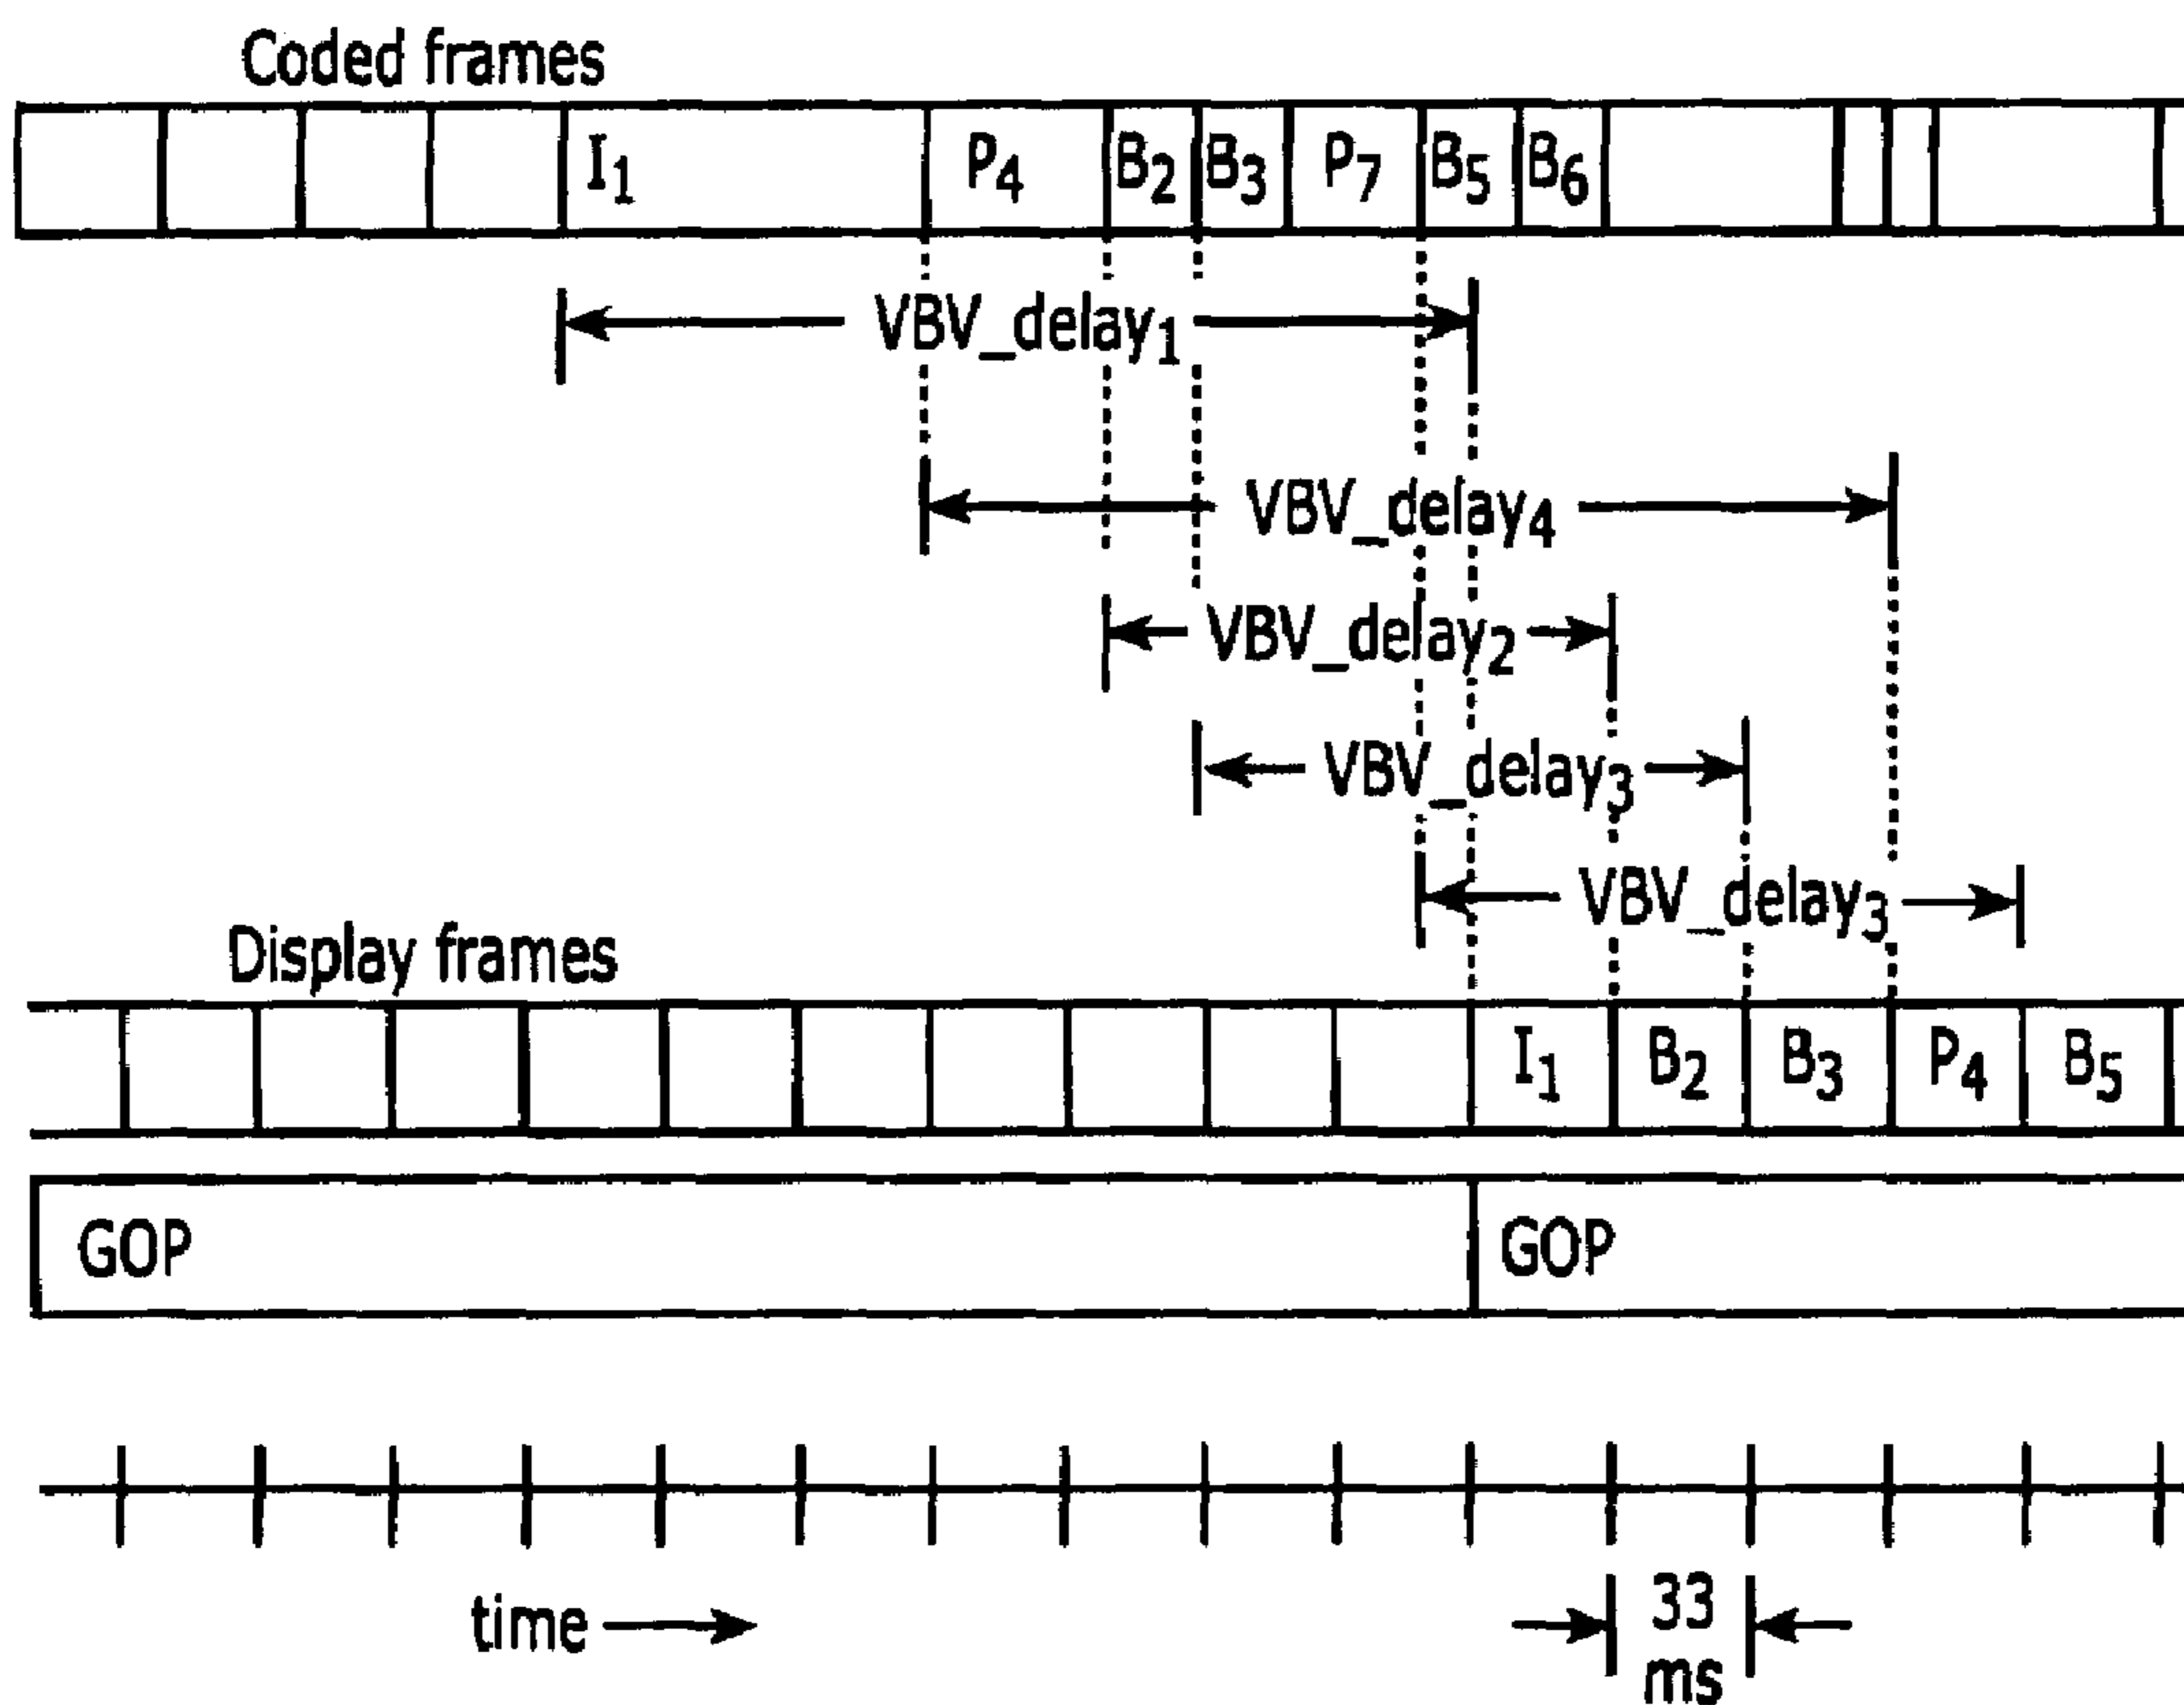 Coded frames
I1 P4 B2 B3 P7 B5 B6
VBV_delay1
VBV_delay4
VBV_delay2
VBV_delay3
VBV_delay3
Display frames
I1 B2 B3 P4 B5
GOP GOP
time
33
ms